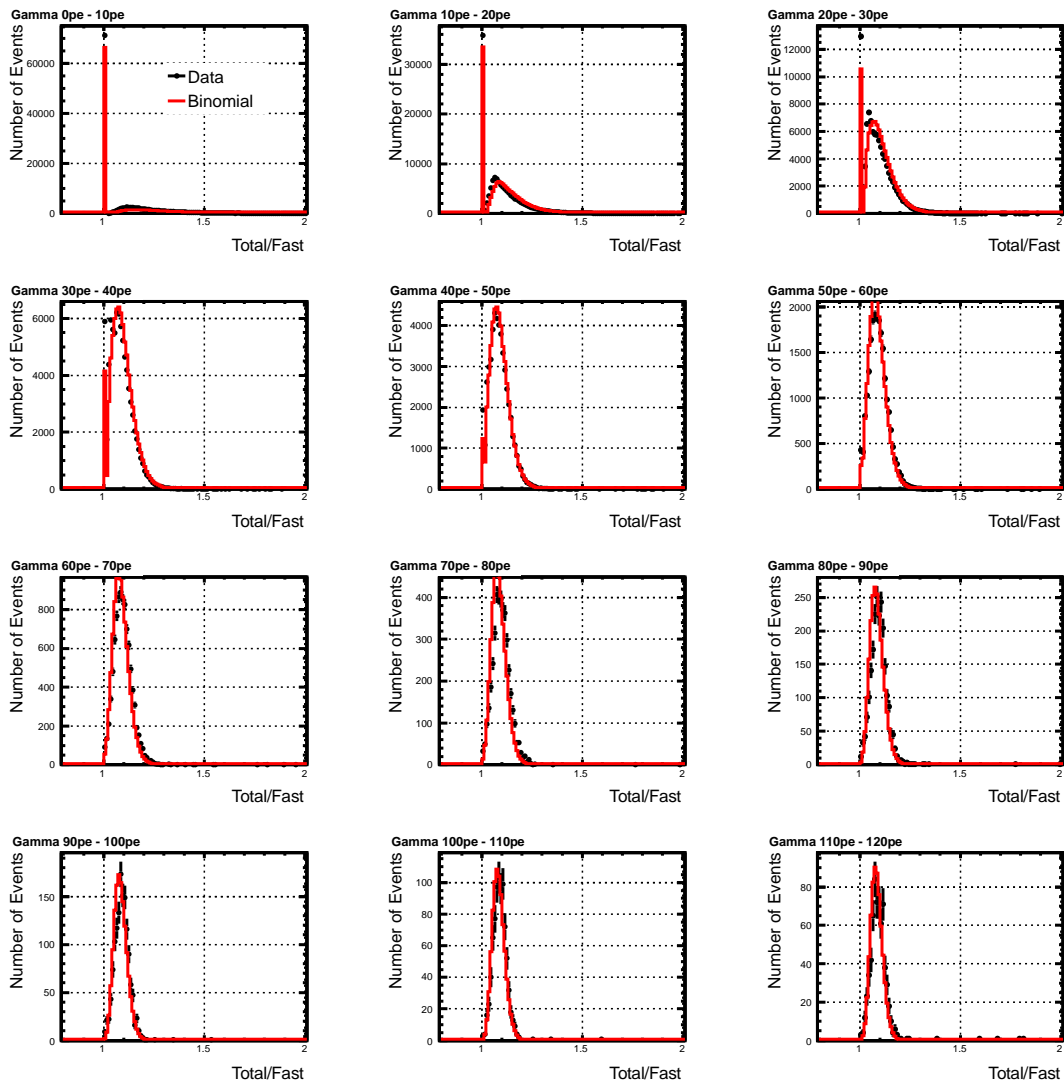 Gamma 0pe - 10pe
Number of Events
60000
40000
20000
0
1
1.5
2
Total/Fast
Data
Binomial
Gamma 10pe - 20pe
Number of Events
30000
20000
10000
0
1
1.5
2
Total/Fast
Gamma 20pe - 30pe
Number of Events
12000
10000
8000
6000
4000
2000
0
1
1.5
2
Total/Fast
Gamma 30pe - 40pe
Number of Events
6000
4000
2000
0
1
1.5
2
Total/Fast
Gamma 40pe - 50pe
Number of Events
4000
3000
2000
1000
0
1
1.5
2
Total/Fast
Gamma 50pe - 60pe
Number of Events
2000
1500
1000
500
0
1
1.5
2
Total/Fast
Gamma 60pe - 70pe
Number of Events
800
600
400
200
0
1
1.5
2
Total/Fast
Gamma 70pe - 80pe
Number of Events
400
300
200
100
0
1
1.5
2
Total/Fast
Gamma 80pe - 90pe
Number of Events
250
200
150
100
50
0
1
1.5
2
Total/Fast
Gamma 90pe - 100pe
Number of Events
150
100
50
0
1
1.5
2
Total/Fast
Gamma 100pe - 110pe
Number of Events
100
80
60
40
20
0
1
1.5
2
Total/Fast
Gamma 110pe - 120pe
Number of Events
80
60
40
20
0
1
1.5
2
Total/Fast